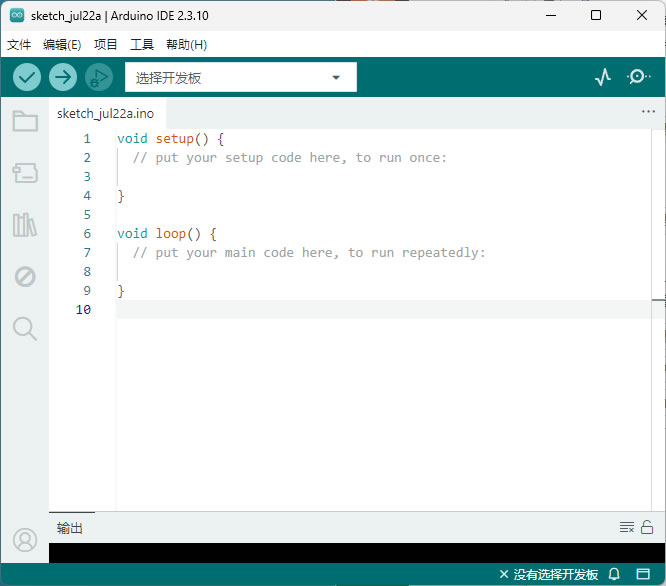 sketch_jul22a | Arduino IDE 2.3.10
文件 编辑(E) 项目 工具 帮助(H)
选择开发板
sketch_jul22a.ino
1 void setup() {
2 // put your setup code here, to run once:
3
4 }
5
6 void loop() {
7 // put your main code here, to run repeatedly:
8
9 }
10
输出
没有选择开发板